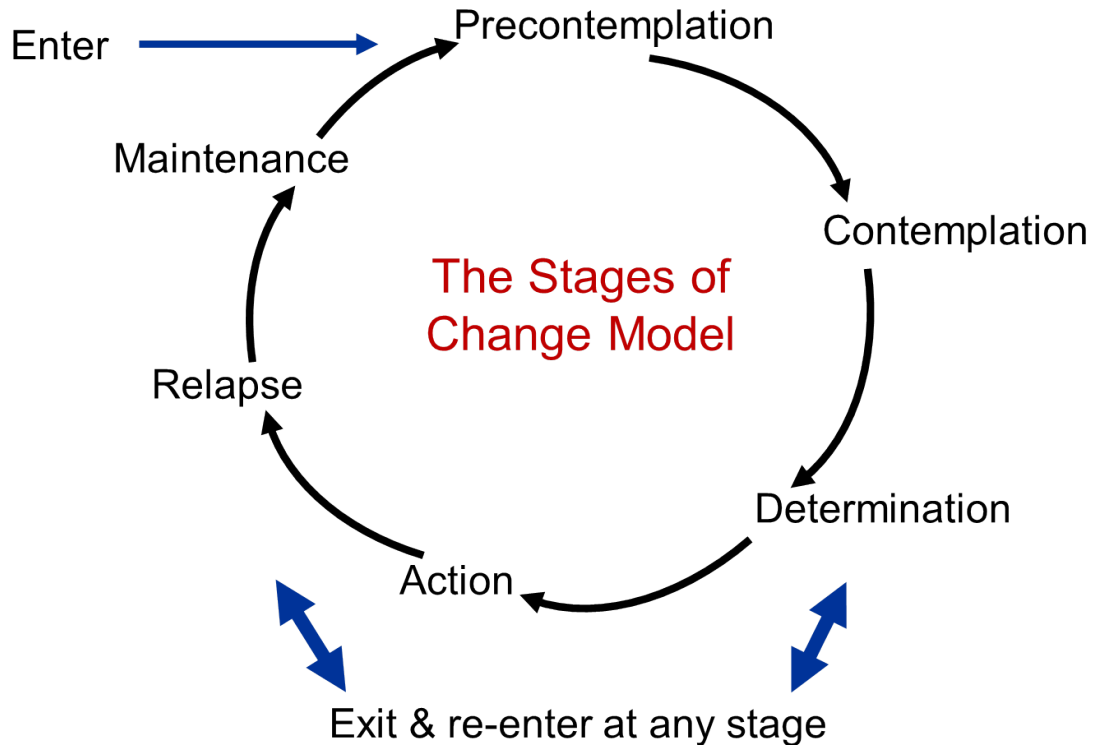 Enter
Precontemplation
Maintenance
Contemplation
The Stages of
Change Model
Relapse
Determination
Action
Exit & re-enter at any stage